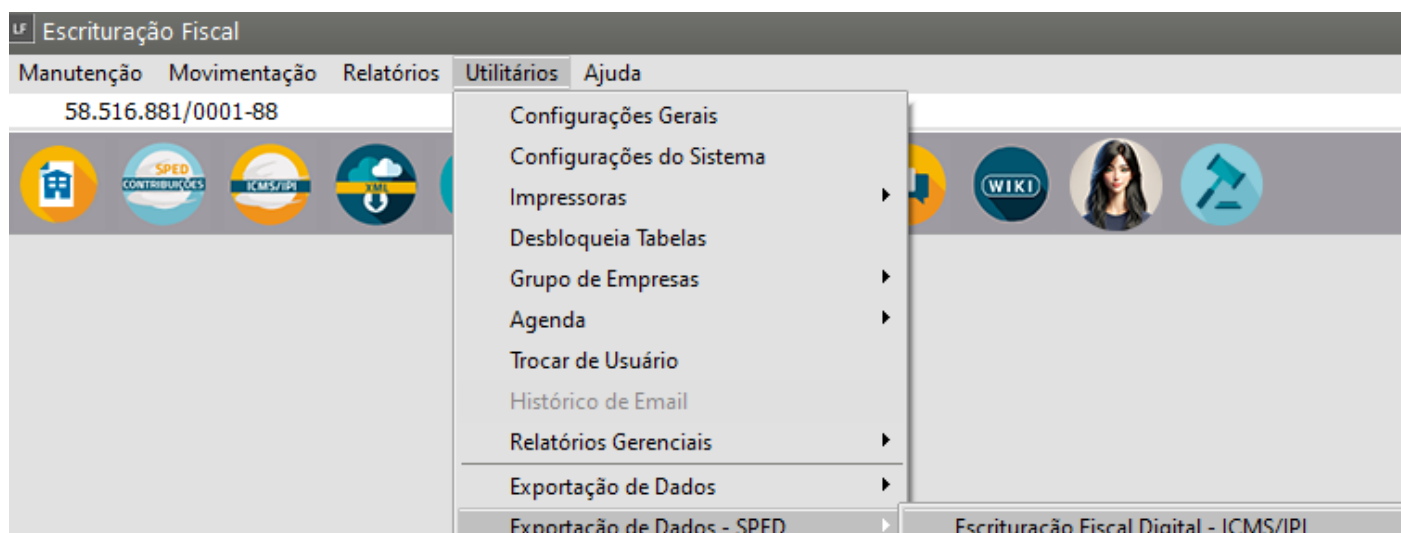 LF Escrituração Fiscal
Manutenção Movimentação Relatórios Utilitários Ajuda
58.516.881/0001-88
SPED
CONTRIBUIÇÕES
ICMS/IPI
XML
WIKI
Configurações Gerais
Configurações do Sistema
Impressoras
Desbloqueia Tabelas
Grupo de Empresas
Agenda
Trocar de Usuário
Histórico de Email
Relatórios Gerenciais
Exportação de Dados
Exportação de Dados - SPED
Escrituração Fiscal Digital - ICMS/IPI